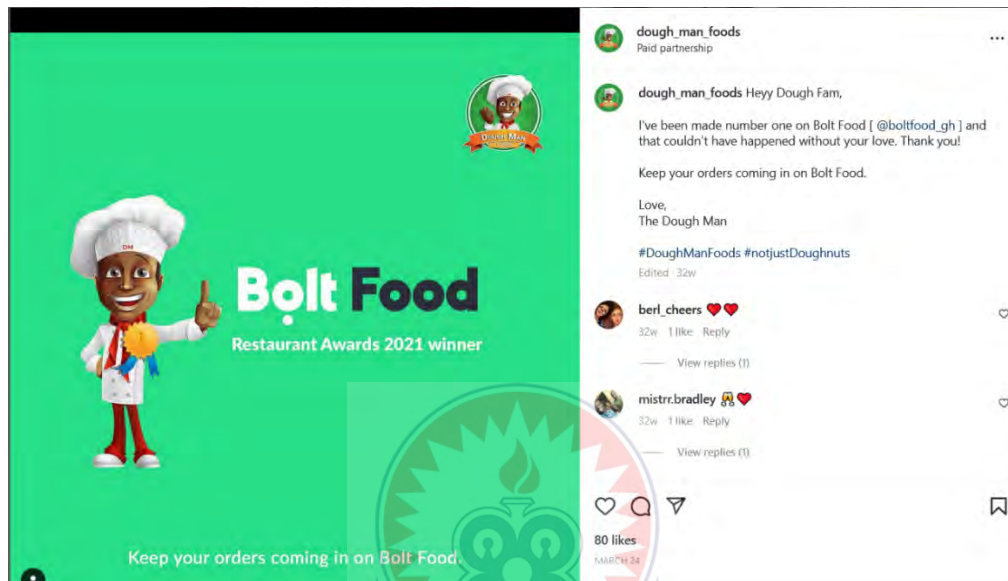 DOUGH MAN
DM
Bolt Food
Restaurant Awards 2021 winner
Keep your orders coming in on Bolt Food.
dough_man_foods
Paid partnership
dough_man_foods Heyy Dough Fam,
I've been made number one on Bolt Food [ @boltfood_gh ] and
that couldn't have happened without your love. Thank you!
Keep your orders coming in on Bolt Food.
Love,
The Dough Man
#DoughManFoods #notjustDoughnuts
Edited · 32w
berl_cheers ❤️❤️
32w 1 like Reply
View replies (1)
mistrr.bradley 🥂❤️
32w 1 like Reply
View replies (1)
80 likes
MARCH 24